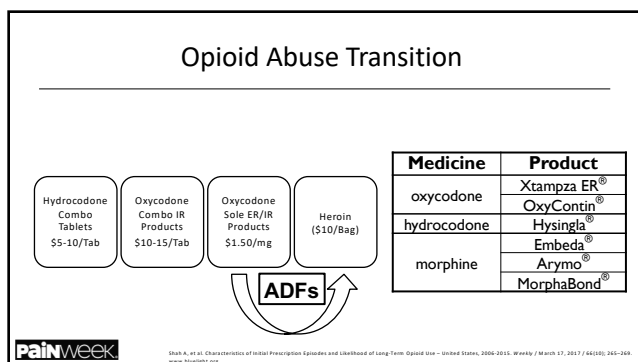 Opioid Abuse Transition
Hydrocodone
Combo
Tablets
$5-10/Tab
Oxycodone
Combo IR
Products
$10-15/Tab
Oxycodone
Sole ER/IR
Products
$1.50/mg
Heroin
($10/Bag)
ADFs
Medicine Product
oxycodone Xtampza ER®
OxyContin®
hydrocodone Hysingla®
morphine Embeda®
Arymo®
MorphaBond®
PAINWEEK.
Shah A, et al. Characteristics of Initial Prescription Episodes and Likelihood of Long-Term Opioid Use – United States, 2006-2015. Weekly / March 17, 2017 / 66(10); 265–269.
www.bluelight.org